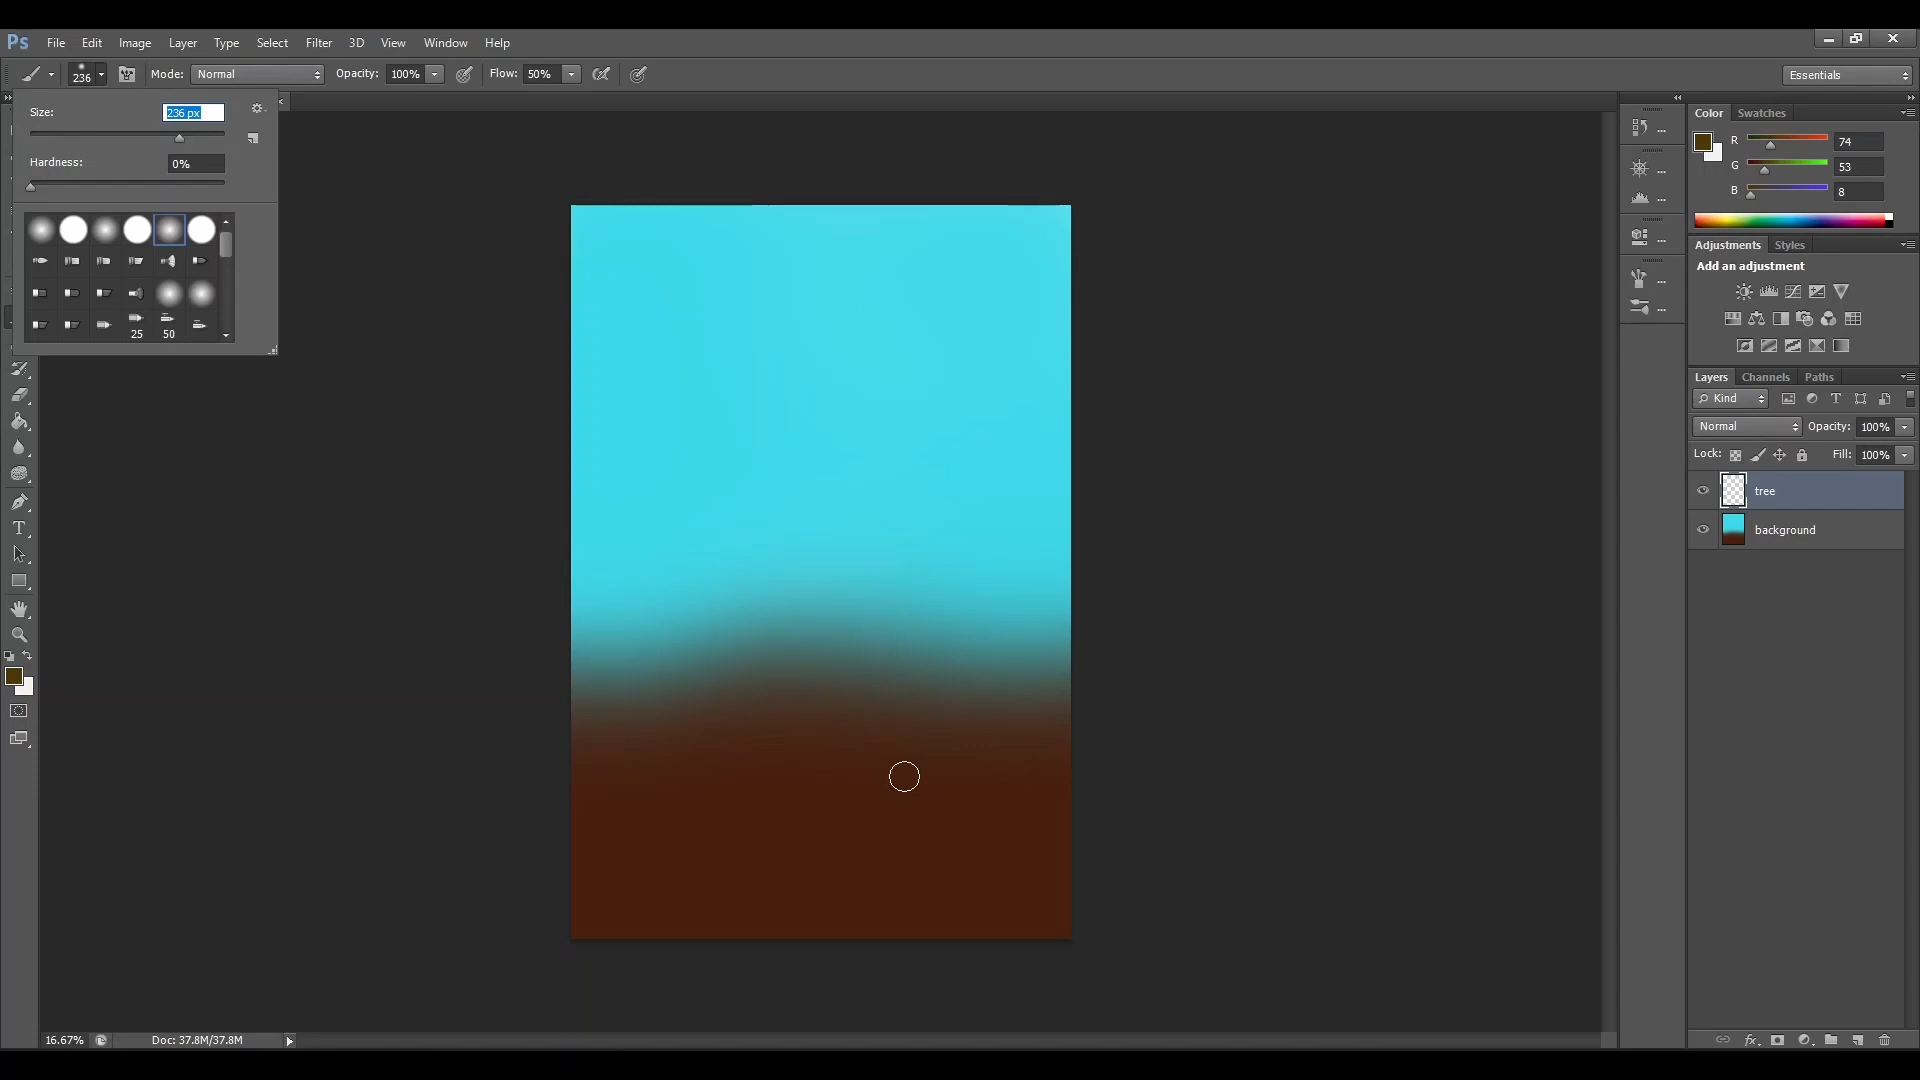 Ps File Edit Image Layer Type Select Filter 3D View Window Help
236 Mode: Normal Opacity: 100% Flow: 50% Essentials
Size: 236 px
Hardness: 0%
25 50
Color Swatches
R 74
G 53
B 8
Adjustments Styles
Add an adjustment
Layers Channels Paths
Kind T
Normal Opacity: 100%
Lock: Fill: 100%
tree
background
T
16.67% Doc: 37.8M/37.8M
fx